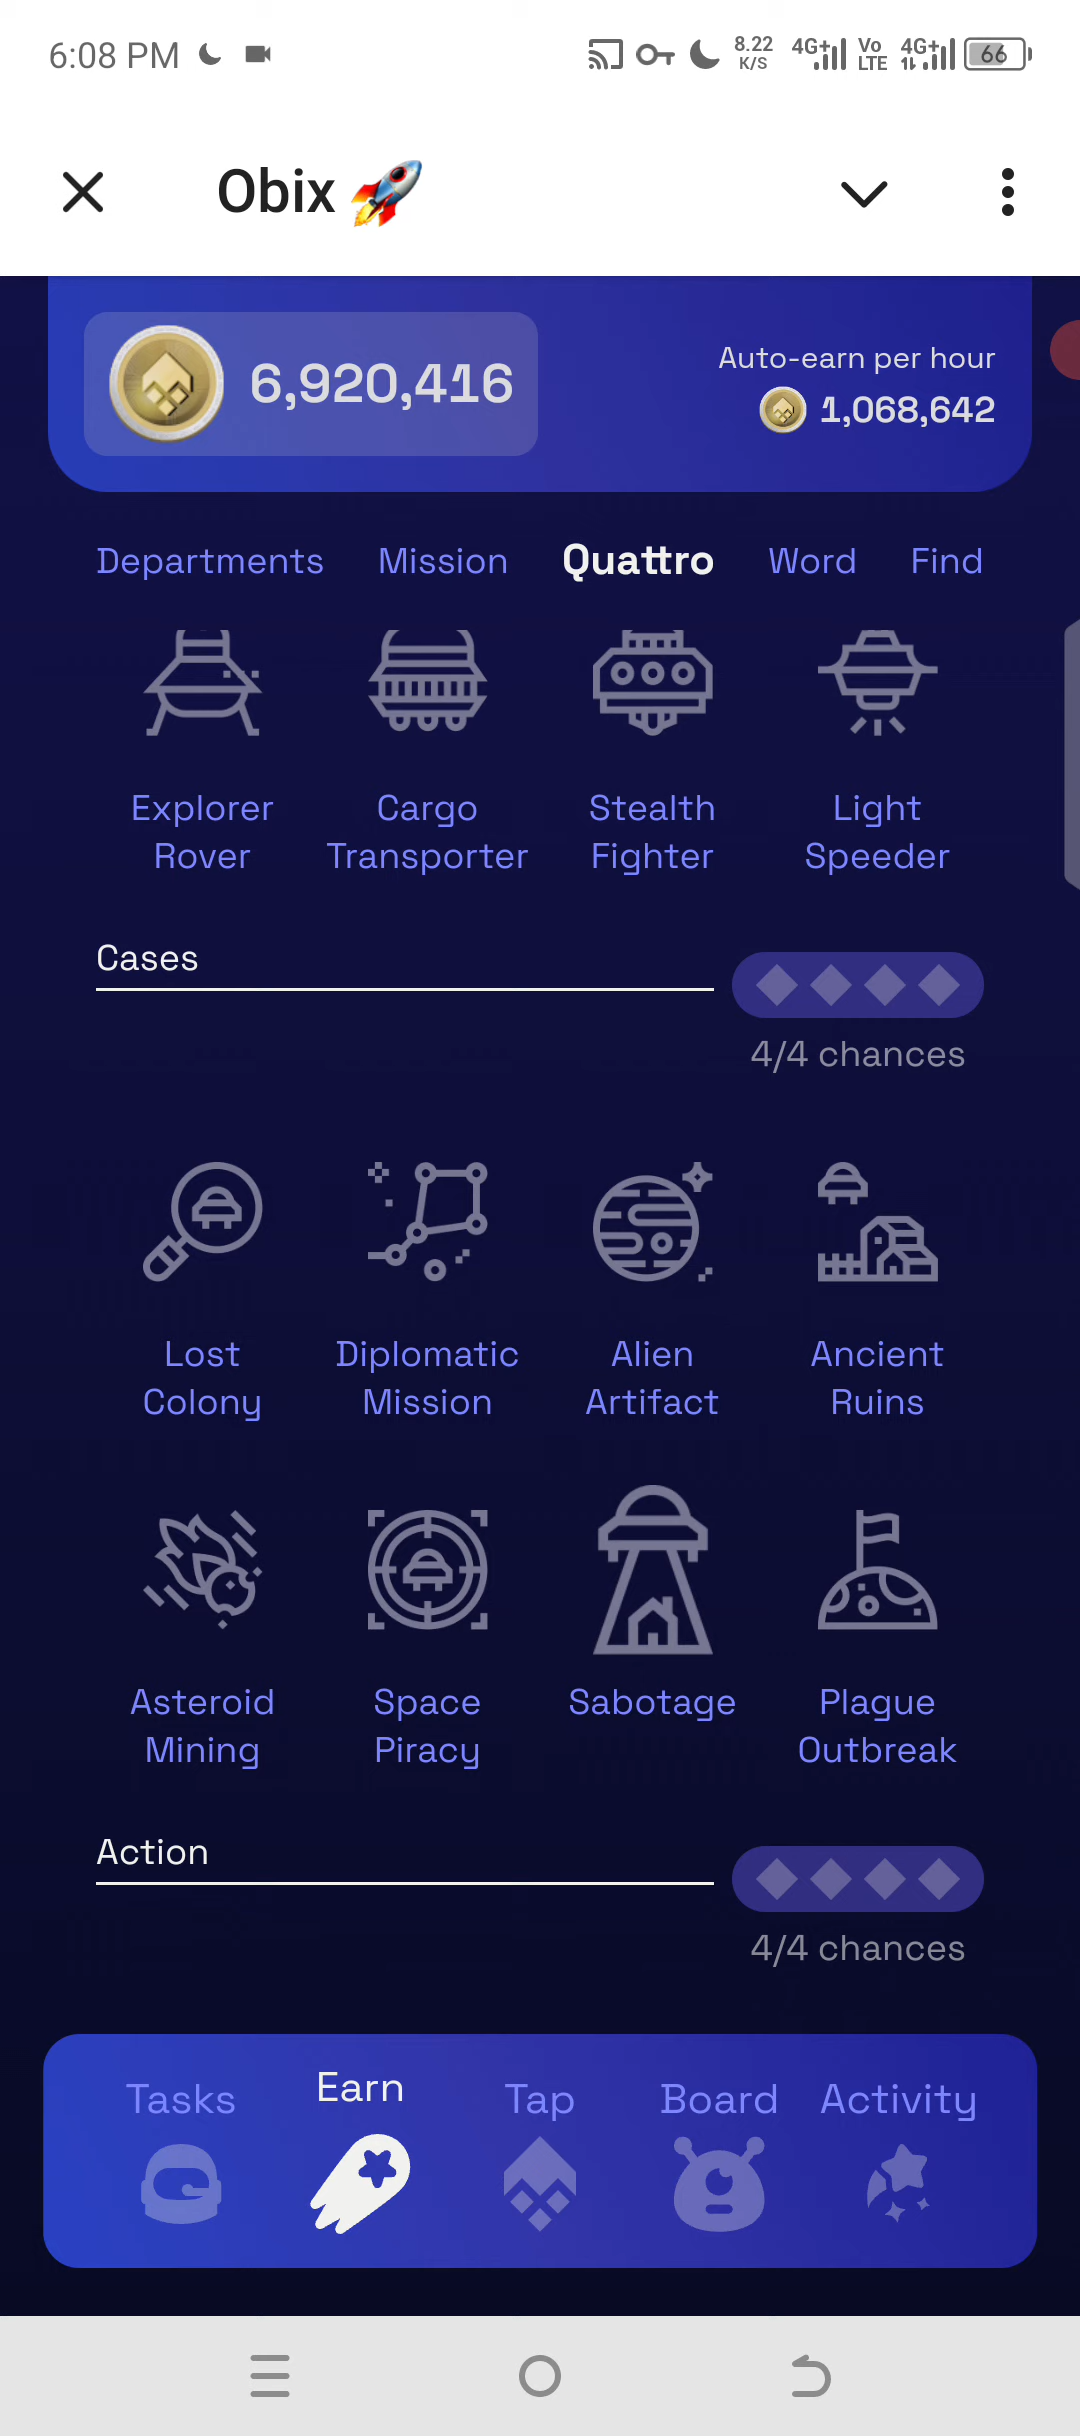 6:08 PM
8.22 K/S 4G+ Vo LTE 4G+ 66
Obix
6,920,416
Auto-earn per hour
1,068,642
Departments Mission Quattro Word Find
Explorer Cargo Stealth Light
Rover Transporter Fighter Speeder
Cases
4/4 chances
Lost Diplomatic Alien Ancient
Colony Mission Artifact Ruins
Asteroid Space Sabotage Plague
Mining Piracy Outbreak
Action
4/4 chances
Tasks Earn Tap Board Activity